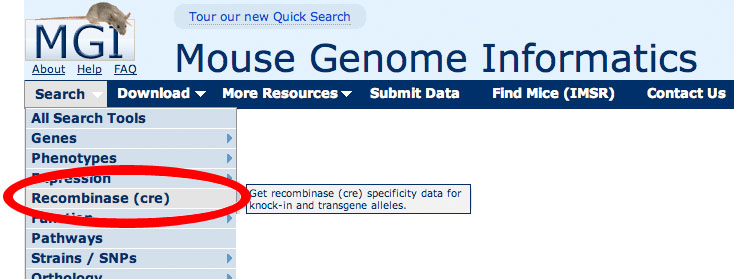 Tour our new Quick Search
MGI
About Help FAQ
Mouse Genome Informatics
Search Download More Resources Submit Data Find Mice (IMSR) Contact Us
All Search Tools
Genes
Phenotypes
Expression
Recombinase (cre)
Get recombinase (cre) specificity data for
knock-in and transgene alleles.
Function
Pathways
Strains / SNPs
Orthology